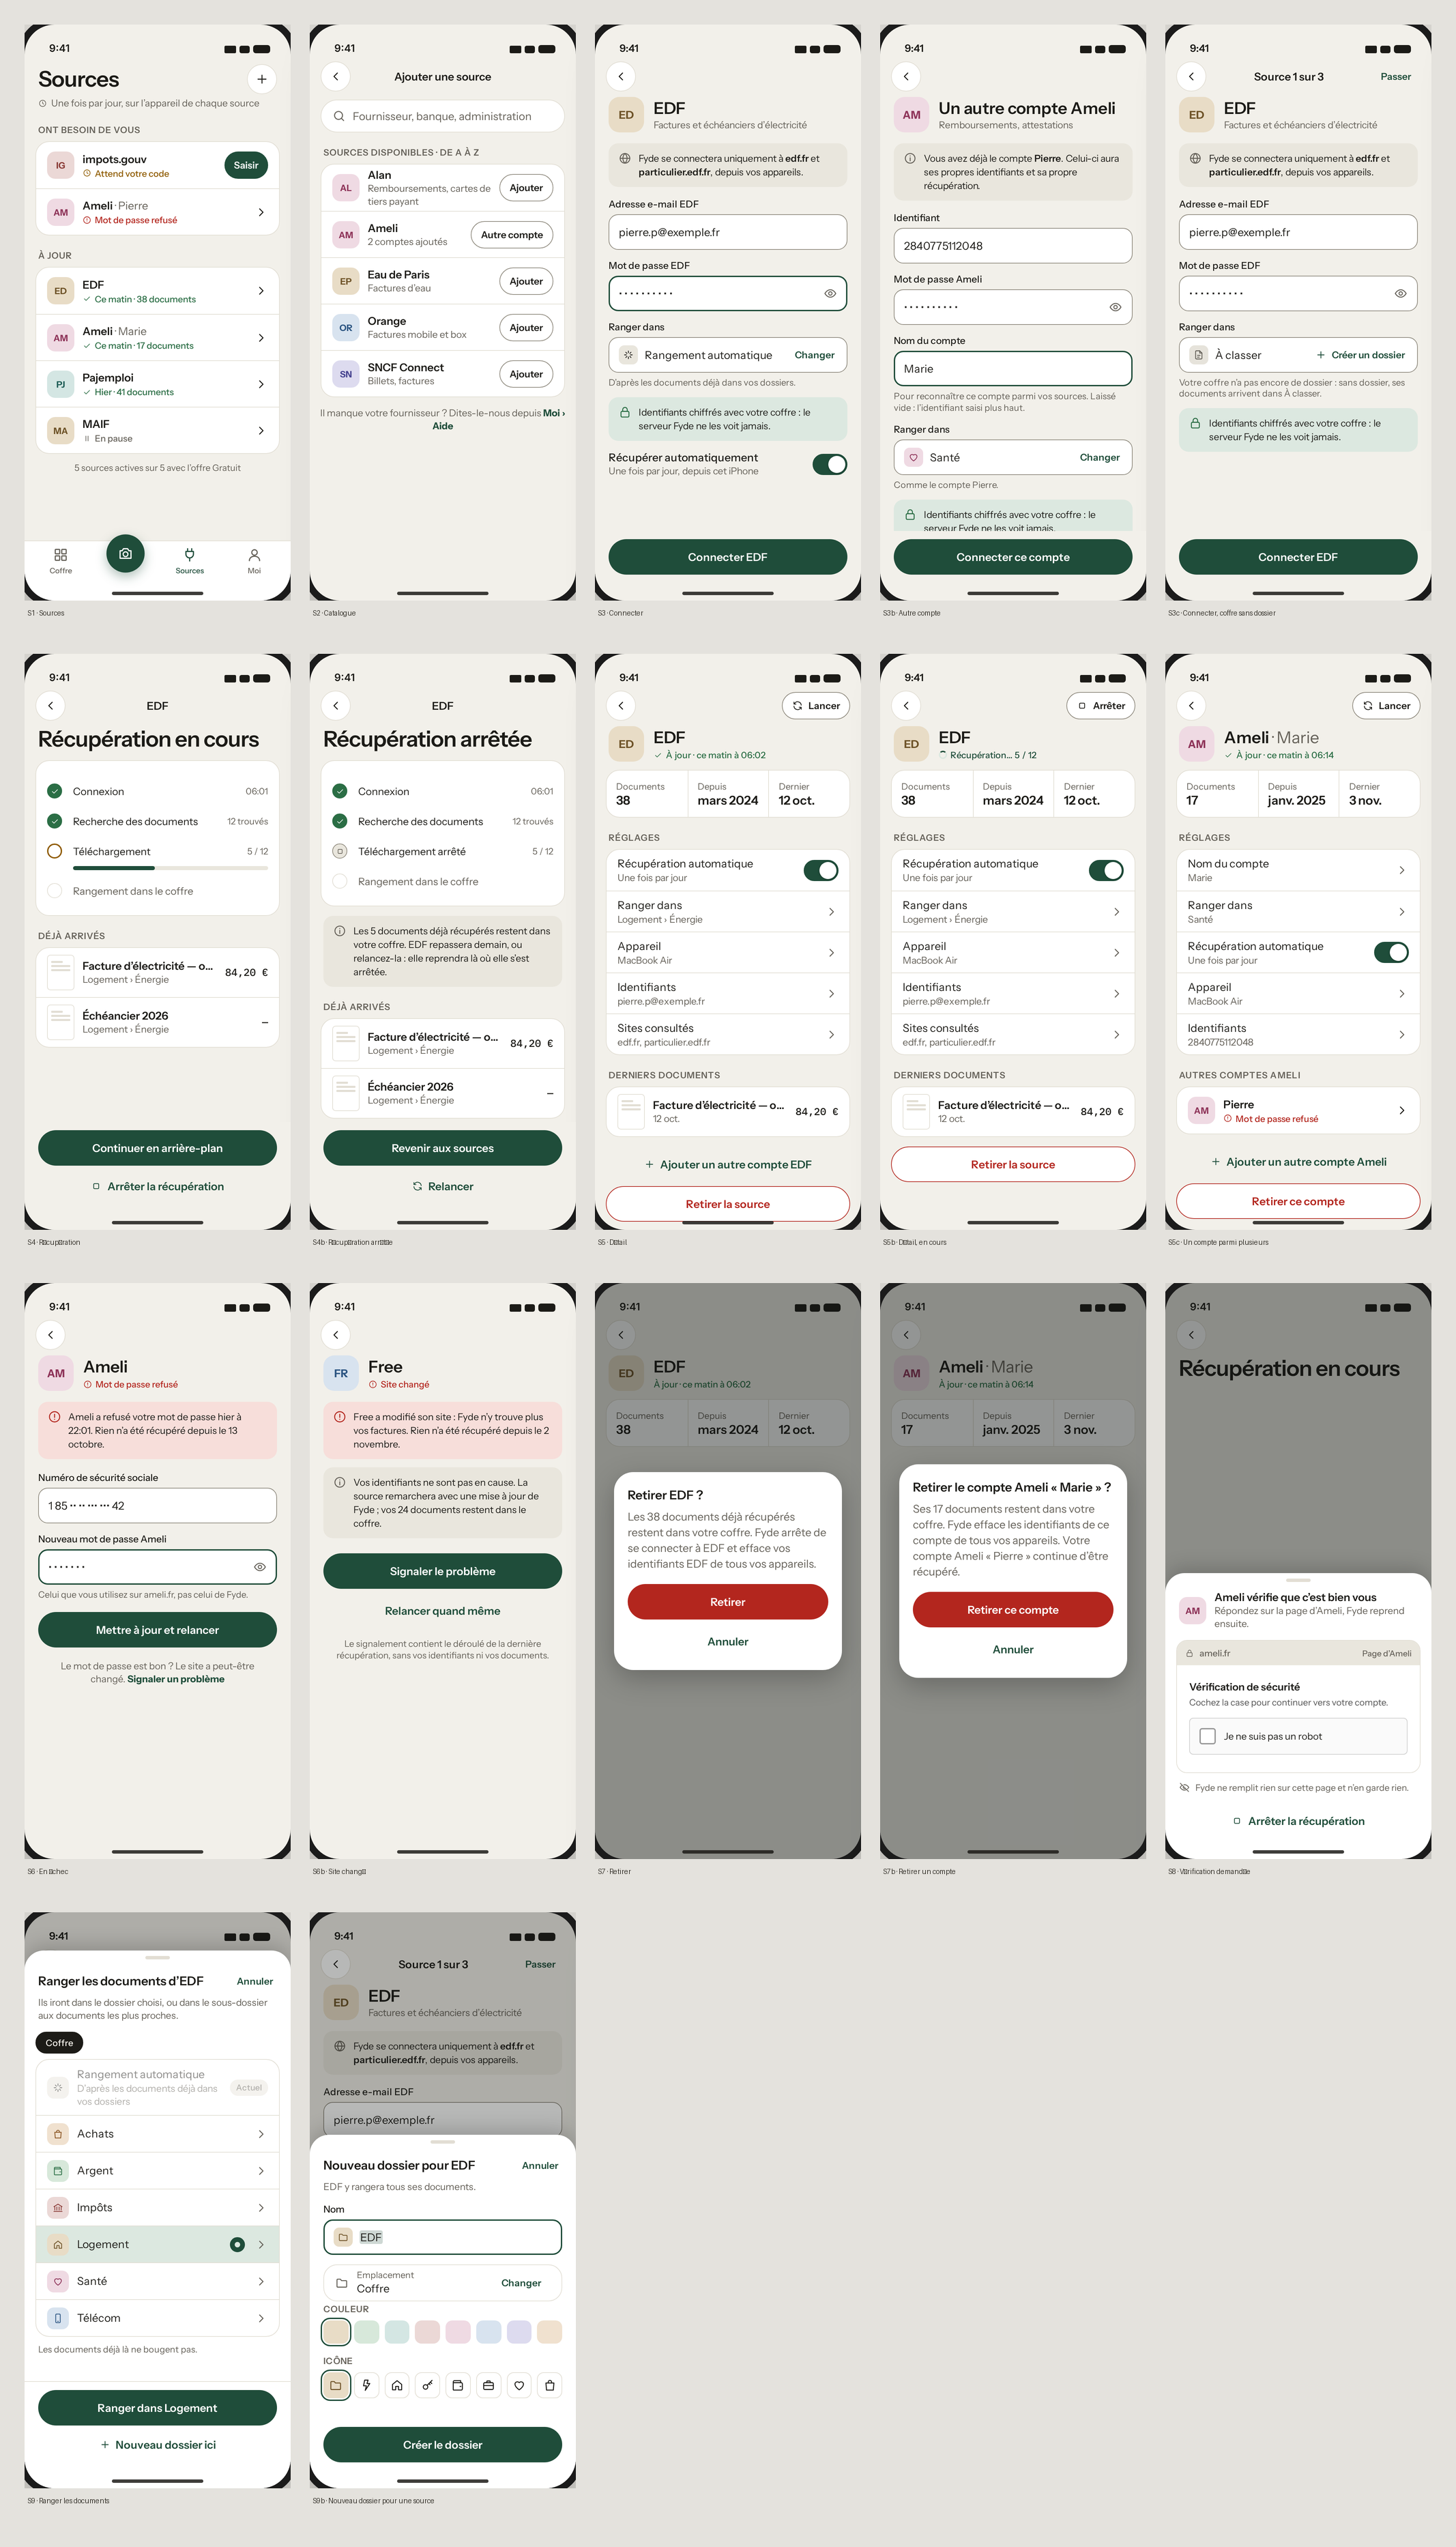 9:41
Sources
Une fois par jour, sur l'appareil de chaque source
ONT BESOIN DE VOUS
IG
impots.gouv
Attend votre code
Saisir
AM
Ameli · Pierre
Mot de passe refusé
À JOUR
ED
EDF
Ce matin · 38 documents
AM
Ameli · Marie
Ce matin · 17 documents
PJ
Pajemploi
Hier · 41 documents
MA
MAIF
En pause
5 sources actives sur 5 avec l'offre Gratuit
Coffre
Sources
Moi
S1 · Sources
9:41
Ajouter une source
Fournisseur, banque, administration
SOURCES DISPONIBLES · DE A À Z
AL
Alan
Remboursements, cartes de
tiers payant
Ajouter
AM
Ameli
2 comptes ajoutés
Autre compte
EP
Eau de Paris
Factures d'eau
Ajouter
OR
Orange
Factures mobile et box
Ajouter
SN
SNCF Connect
Billets, factures
Ajouter
Il manque votre fournisseur ? Dites-le-nous depuis Moi ›
Aide
S2 · Catalogue
9:41
ED
EDF
Factures et échéanciers d'électricité
Fyde se connectera uniquement à edf.fr et
particulier.edf.fr, depuis vos appareils.
Adresse e-mail EDF
pierre.p@exemple.fr
Mot de passe EDF
··········
Ranger dans
Rangement automatique
Changer
D'après les documents déjà dans vos dossiers.
Identifiants chiffrés avec votre coffre : le
serveur Fyde ne les voit jamais.
Récupérer automatiquement
Une fois par jour, depuis cet iPhone
Connecter EDF
S3 · Connecter
9:41
AM
Un autre compte Ameli
Remboursements, attestations
Vous avez déjà le compte Pierre. Celui-ci aura
ses propres identifiants et sa propre
récupération.
Identifiant
2840775112048
Mot de passe Ameli
··········
Nom du compte
Marie
Pour reconnaître ce compte parmi vos sources. Laissé
vide : l'identifiant saisi plus haut.
Ranger dans
Santé
Changer
Comme le compte Pierre.
Identifiants chiffrés avec votre coffre : le
serveur Fyde ne les voit jamais.
Connecter ce compte
S3b · Autre compte
9:41
Source 1 sur 3
Passer
ED
EDF
Factures et échéanciers d'électricité
Fyde se connectera uniquement à edf.fr et
particulier.edf.fr, depuis vos appareils.
Adresse e-mail EDF
pierre.p@exemple.fr
Mot de passe EDF
··········
Ranger dans
À classer
Créer un dossier
Votre coffre n'a pas encore de dossier : sans dossier, ses
documents arrivent dans À classer.
Identifiants chiffrés avec votre coffre : le
serveur Fyde ne les voit jamais.
Connecter EDF
S3c · Connecter, coffre sans dossier
9:41
EDF
Récupération en cours
Connexion
06:01
Recherche des documents
12 trouvés
Téléchargement
5 / 12
Rangement dans le coffre
DÉJÀ ARRIVÉS
Facture d'électricité — o...
84,20 €
Logement › Énergie
Échéancier 2026
–
Logement › Énergie
Continuer en arrière-plan
Arrêter la récupération
S4 · R□cup□ration
9:41
EDF
Récupération arrêtée
Connexion
06:01
Recherche des documents
12 trouvés
Téléchargement arrêté
5 / 12
Rangement dans le coffre
Les 5 documents déjà récupérés restent dans
votre coffre. EDF repassera demain, ou
relancez-la : elle reprendra là où elle s'est
arrêtée.
DÉJÀ ARRIVÉS
Facture d'électricité — o...
84,20 €
Logement › Énergie
Échéancier 2026
–
Logement › Énergie
Revenir aux sources
Relancer
S4b · R□cup□ration arr□t□e
9:41
Lancer
ED
EDF
À jour · ce matin à 06:02
Documents
38
Depuis
mars 2024
Dernier
12 oct.
RÉGLAGES
Récupération automatique
Une fois par jour
Ranger dans
Logement › Énergie
Appareil
MacBook Air
Identifiants
pierre.p@exemple.fr
Sites consultés
edf.fr, particulier.edf.fr
DERNIERS DOCUMENTS
Facture d'électricité — o...
84,20 €
12 oct.
Ajouter un autre compte EDF
Retirer la source
S5 · D□tail
9:41
Arrêter
ED
EDF
Récupération... 5 / 12
Documents
38
Depuis
mars 2024
Dernier
12 oct.
RÉGLAGES
Récupération automatique
Une fois par jour
Ranger dans
Logement › Énergie
Appareil
MacBook Air
Identifiants
pierre.p@exemple.fr
Sites consultés
edf.fr, particulier.edf.fr
DERNIERS DOCUMENTS
Facture d'électricité — o...
84,20 €
12 oct.
Retirer la source
S5b · D□tail, en cours
9:41
Lancer
AM
Ameli · Marie
À jour · ce matin à 06:14
Documents
17
Depuis
janv. 2025
Dernier
3 nov.
RÉGLAGES
Nom du compte
Marie
Ranger dans
Santé
Récupération automatique
Une fois par jour
Appareil
MacBook Air
Identifiants
2840775112048
AUTRES COMPTES AMELI
AM
Pierre
Mot de passe refusé
Ajouter un autre compte Ameli
Retirer ce compte
S5c · Un compte parmi plusieurs
9:41
AM
Ameli
Mot de passe refusé
Ameli a refusé votre mot de passe hier à
22:01. Rien n'a été récupéré depuis le 13
octobre.
Numéro de sécurité sociale
1 85 •• •• ••• ••• 42
Nouveau mot de passe Ameli
·······
Celui que vous utilisez sur ameli.fr, pas celui de Fyde.
Mettre à jour et relancer
Le mot de passe est bon ? Le site a peut-être
changé. Signaler un problème
S6 · En □chec
9:41
FR
Free
Site changé
Free a modifié son site : Fyde n'y trouve plus
vos factures. Rien n'a été récupéré depuis le 2
novembre.
Vos identifiants ne sont pas en cause. La
source remarchera avec une mise à jour de
Fyde ; vos 24 documents restent dans le
coffre.
Signaler le problème
Relancer quand même
Le signalement contient le déroulé de la dernière
récupération, sans vos identifiants ni vos documents.
S6b · Site chang□
9:41
ED
EDF
À jour · ce matin à 06:02
Documents
38
Depuis
mars 2024
Dernier
12 oct.
Retirer EDF ?
Les 38 documents déjà récupérés
restent dans votre coffre. Fyde arrête de
se connecter à EDF et efface vos
identifiants EDF de tous vos appareils.
Retirer
Annuler
S7 · Retirer
9:41
AM
Ameli · Marie
À jour · ce matin à 06:14
Documents
17
Depuis
janv. 2025
Dernier
3 nov.
Retirer le compte Ameli « Marie » ?
Ses 17 documents restent dans votre
coffre. Fyde efface les identifiants de ce
compte de tous vos appareils. Votre
compte Ameli « Pierre » continue d'être
récupéré.
Retirer ce compte
Annuler
S7b · Retirer un compte
9:41
Récupération en cours
AM
Ameli vérifie que c'est bien vous
Répondez sur la page d'Ameli, Fyde reprend
ensuite.
ameli.fr
Page d'Ameli
Vérification de sécurité
Cochez la case pour continuer vers votre compte.
Je ne suis pas un robot
Fyde ne remplit rien sur cette page et n'en garde rien.
Arrêter la récupération
S8 · V□rification demand□e
9:41
Ranger les documents d'EDF
Annuler
Ils iront dans le dossier choisi, ou dans le sous-dossier
aux documents les plus proches.
Coffre
Rangement automatique
D'après les documents déjà dans
vos dossiers
Actuel
Achats
Argent
Impôts
Logement
Santé
Télécom
Les documents déjà là ne bougent pas.
Ranger dans Logement
Nouveau dossier ici
S9 · Ranger les documents
9:41
Source 1 sur 3
Passer
ED
EDF
Factures et échéanciers d'électricité
Fyde se connectera uniquement à edf.fr et
particulier.edf.fr, depuis vos appareils.
Adresse e-mail EDF
pierre.p@exemple.fr
Nouveau dossier pour EDF
Annuler
EDF y rangera tous ses documents.
Nom
EDF
Emplacement
Coffre
Changer
COULEUR
ICÔNE
Créer le dossier
S9b · Nouveau dossier pour une source